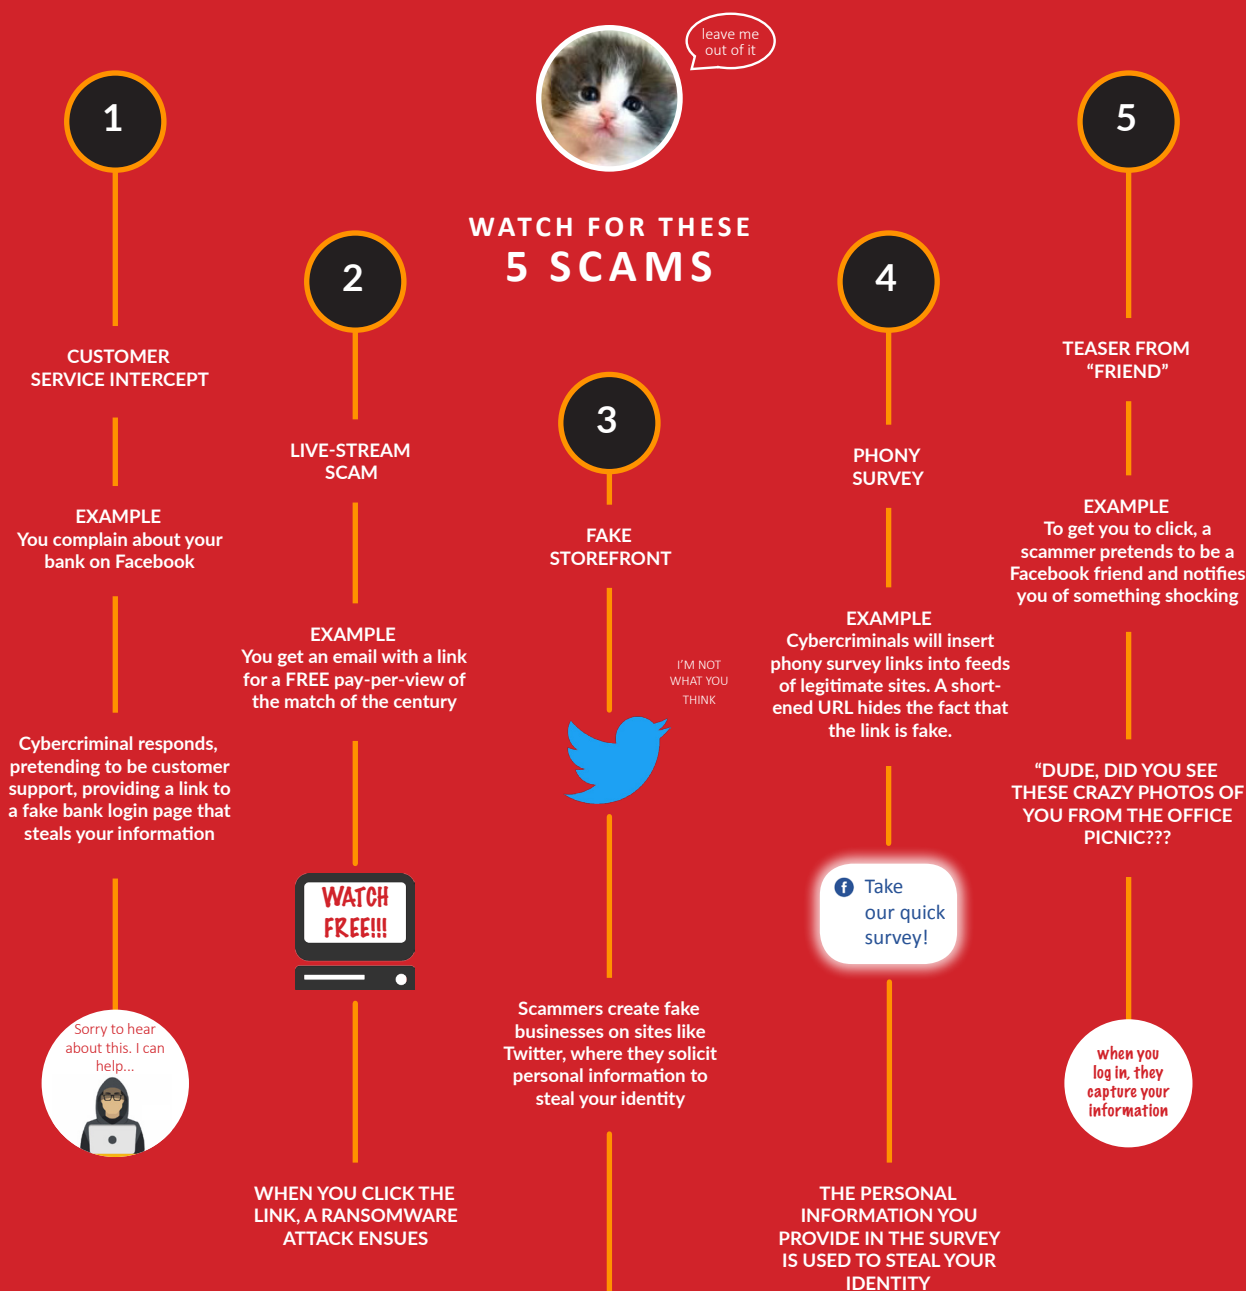 leave me
out of it
WATCH FOR THESE
5 SCAMS
1
CUSTOMER
SERVICE INTERCEPT
EXAMPLE
You complain about your
bank on Facebook
Cybercriminal responds,
pretending to be customer
support, providing a link to
a fake bank login page that
steals your information
Sorry to hear
about this. I can
help...
2
LIVE-STREAM
SCAM
EXAMPLE
You get an email with a link
for a FREE pay-per-view of
the match of the century
WATCH
FREE!!!
WHEN YOU CLICK THE
LINK, A RANSOMWARE
ATTACK ENSUES
3
FAKE
STOREFRONT
I'M NOT
WHAT YOU
THINK
Scammers create fake
businesses on sites like
Twitter, where they solicit
personal information to
steal your identity
4
PHONY
SURVEY
EXAMPLE
Cybercriminals will insert
phony survey links into feeds
of legitimate sites. A short-
ened URL hides the fact that
the link is fake.
f Take
our quick
survey!
THE PERSONAL
INFORMATION YOU
PROVIDE IN THE SURVEY
IS USED TO STEAL YOUR
IDENTITY
5
TEASER FROM
“FRIEND”
EXAMPLE
To get you to click, a
scammer pretends to be a
Facebook friend and notifies
you of something shocking
“DUDE, DID YOU SEE
THESE CRAZY PHOTOS OF
YOU FROM THE OFFICE
PICNIC???
when you
log in, they
capture your
information